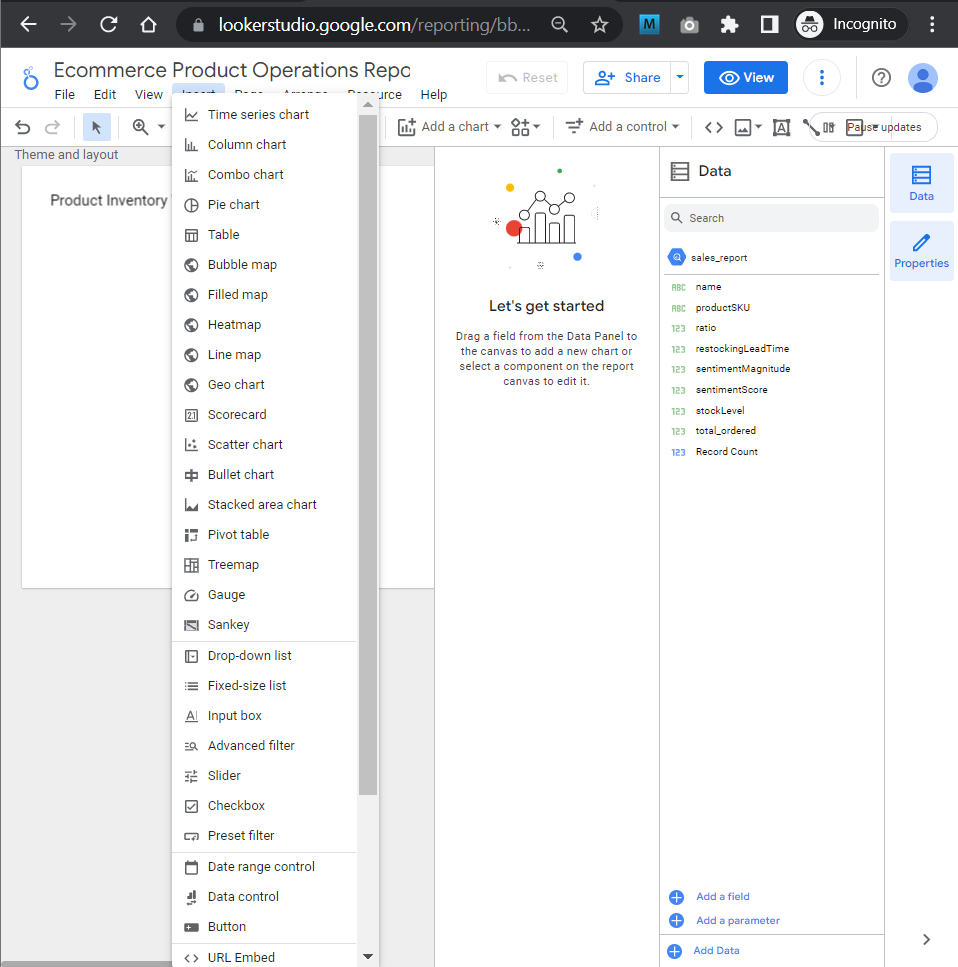 lookerstudio.google.com/reporting/bb...
M
Incognito
Ecommerce Product Operations Repo
Reset
Share
View
File Edit View Insert Page Arrange Resource Help
Add a chart
Add a control
Pause updates
Theme and layout
Product Inventory
Time series chart
Column chart
Combo chart
Pie chart
Table
Bubble map
Filled map
Heatmap
Line map
Geo chart
Scorecard
Scatter chart
Bullet chart
Stacked area chart
Pivot table
Treemap
Gauge
Sankey
Drop-down list
Fixed-size list
Input box
Advanced filter
Slider
Checkbox
Preset filter
Date range control
Data control
Button
URL Embed
Let's get started
Drag a field from the Data Panel to
the canvas to add a new chart or
select a component on the report
canvas to edit it.
Data
Search
sales_report
ABC name
ABC productSKU
123 ratio
123 restockingLeadTime
123 sentimentMagnitude
123 sentimentScore
123 stockLevel
123 total_ordered
123 Record Count
Add a field
Add a parameter
Add Data
Data
Properties